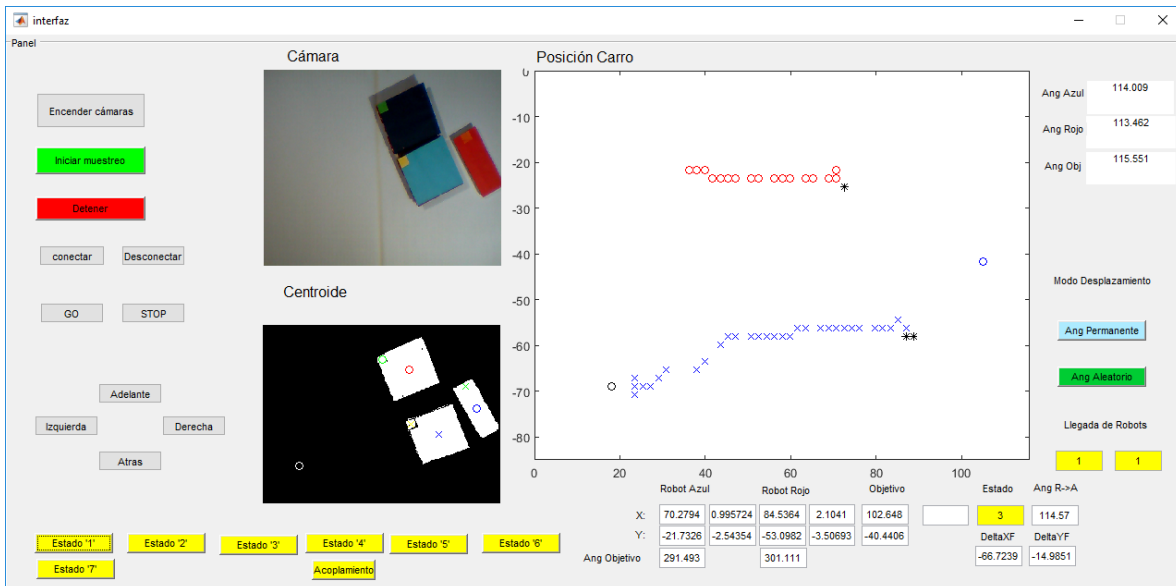 interfaz
Panel
Cámara
Posición Carro
Encender cámaras
Iniciar muestreo
Detener
conectar Desconectar
GO STOP
Adelante
Izquierda Derecha
Atras
Centroide
0
-10
-20
-30
-40
-50
-60
-70
-80
0 20 40 60 80 100
Ang Azul 114.009
Ang Rojo 113.462
Ang Obj 115.551
Modo Desplazamiento
Ang Permanente
Ang Aleatorio
Llegada de Robots
1 1
Robot Azul Robot Rojo Objetivo Estado Ang R->A
X: 70.2794 0.995724 84.5364 2.1041 102.648 3 114.57
Y: -21.7326 -2.54354 -53.0982 -3.50693 -40.4406 DeltaXF DeltaYF
Ang Objetivo 291.493 301.111 -66.7239 -14.9851
Estado '1' Estado '2' Estado '3' Estado '4' Estado '5' Estado '6'
Estado '7' Acoplamiento